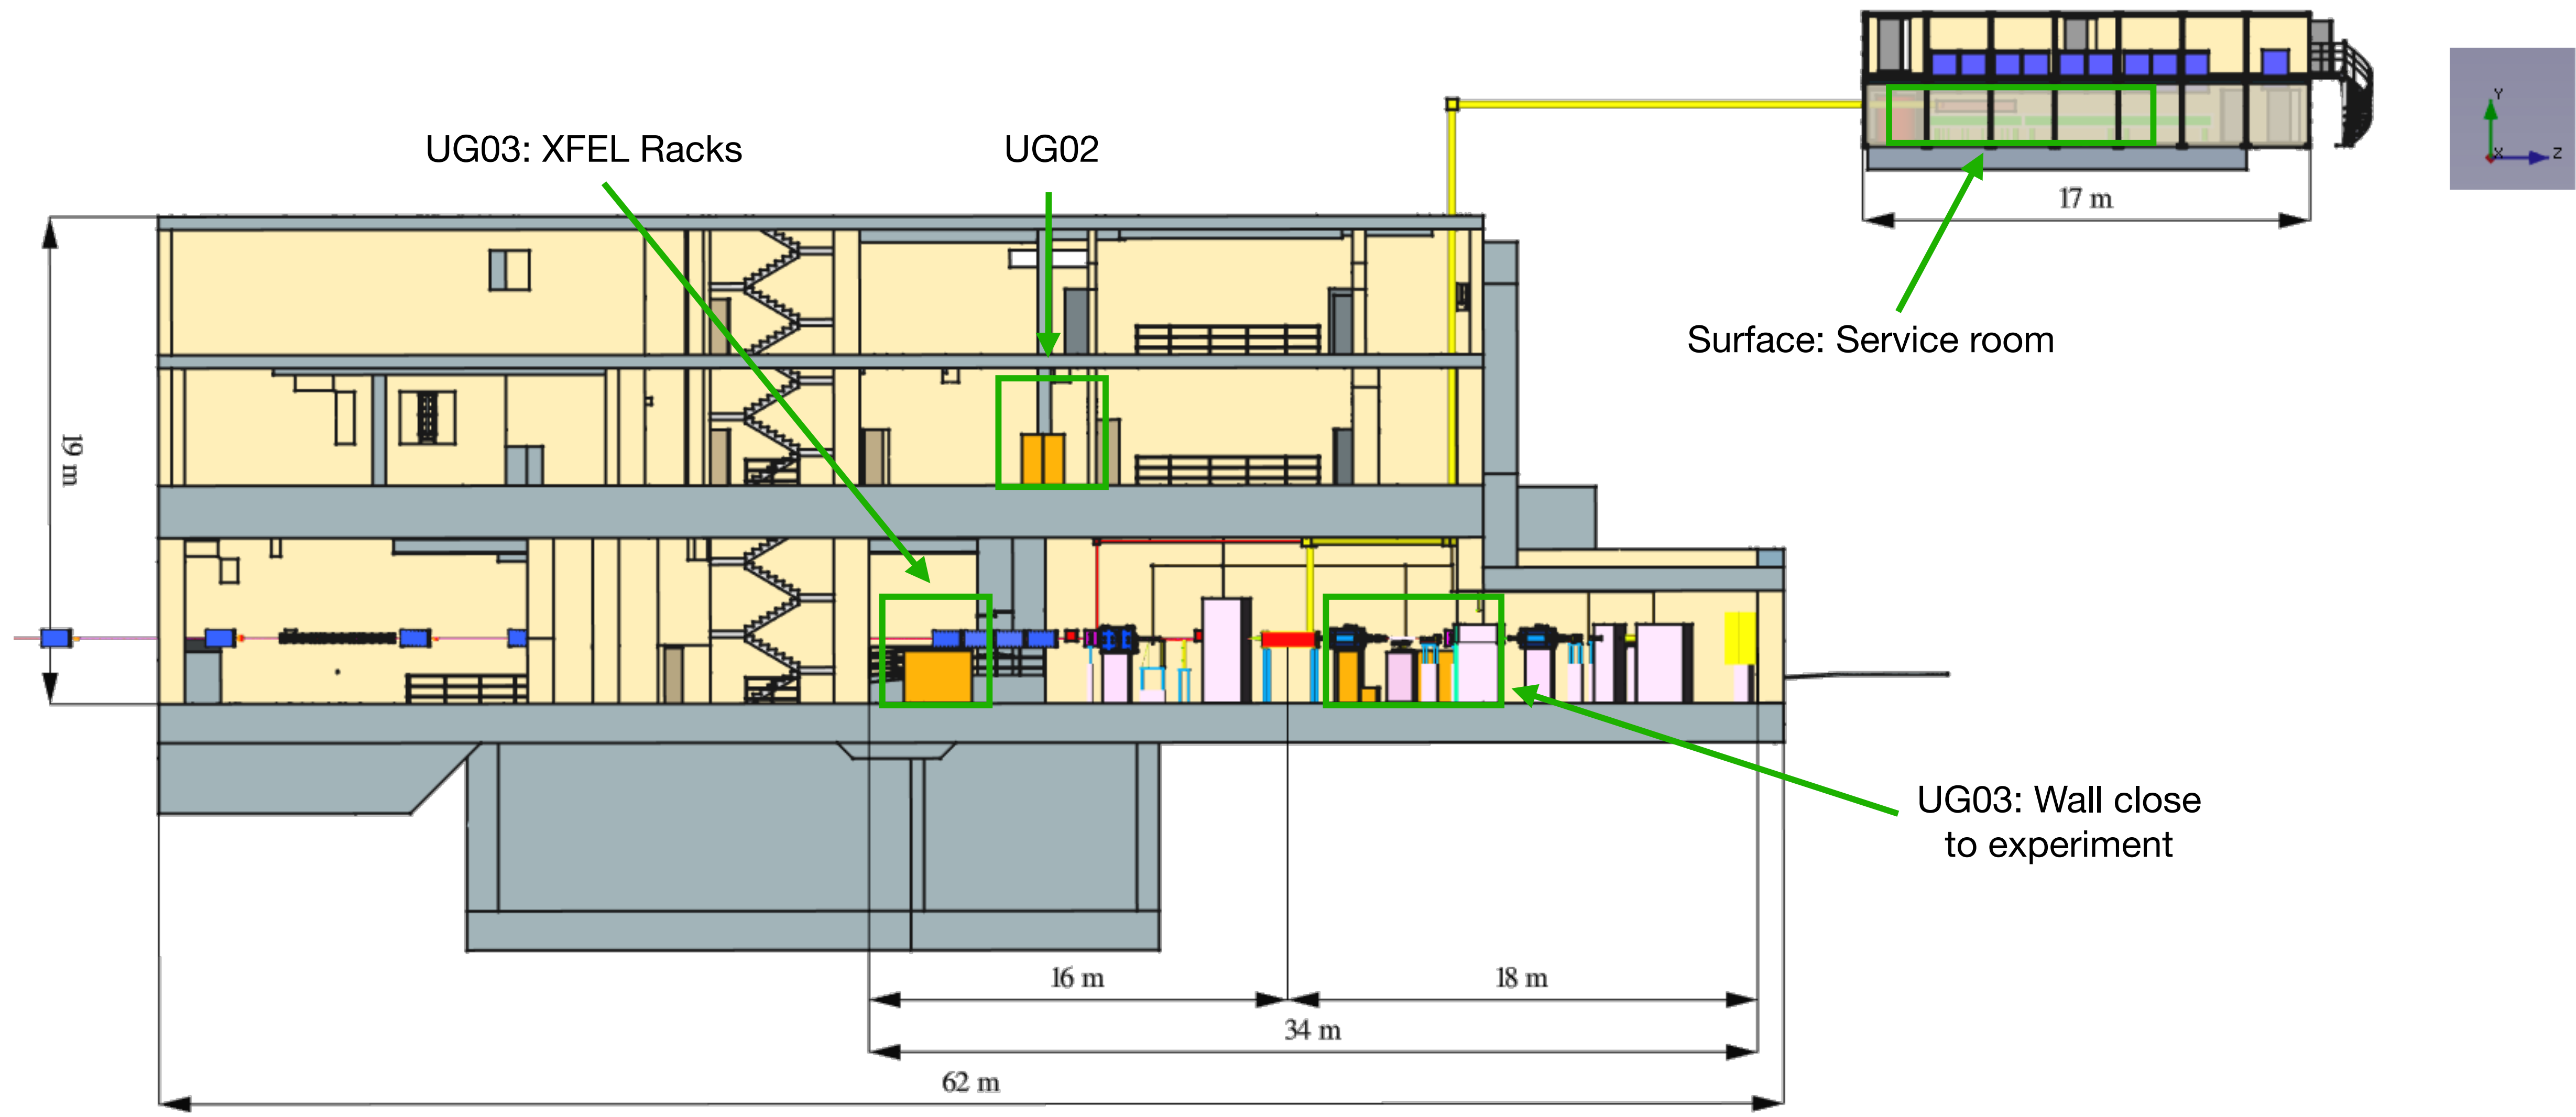 UG03: XFEL Racks
UG02
Y
X
Z
17 m
Surface: Service room
19 m
UG03: Wall close
to experiment
16 m
18 m
34 m
62 m